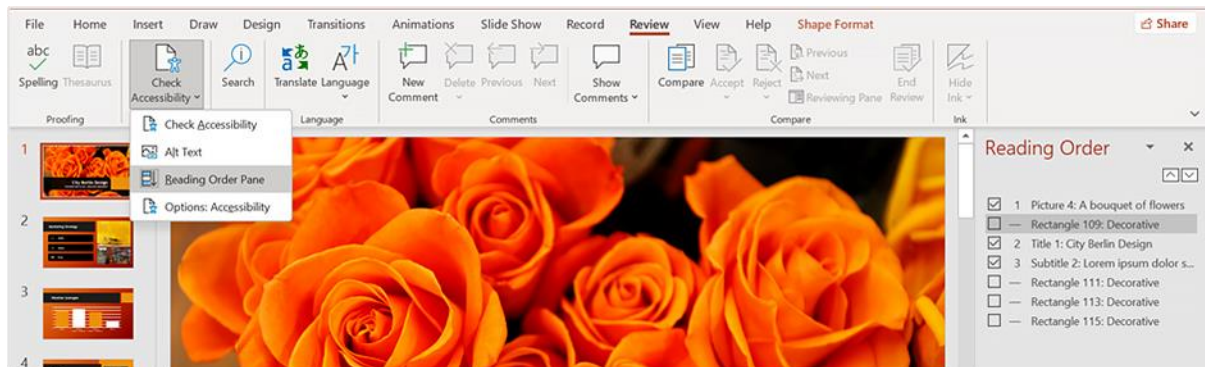 File Home Insert Draw Design Transitions Animations Slide Show Record Review View Help Shape Format Share
abc
Spelling
Thesaurus
Check
Accessibility
Search
Translate
Language
New
Comment
Delete
Previous
Next
Show
Comments
Compare
Accept
Reject
Previous
Next
Reviewing Pane
End
Review
Hide
Ink
Proofing
Language
Comments
Compare
Ink
Check Accessibility
Alt Text
Reading Order Pane
Options: Accessibility
1
City Berlin Design
2
3
4
Reading Order
1 Picture 4: A bouquet of flowers
— Rectangle 109: Decorative
2 Title 1: City Berlin Design
3 Subtitle 2: Lorem ipsum dolor s...
— Rectangle 111: Decorative
— Rectangle 113: Decorative
— Rectangle 115: Decorative